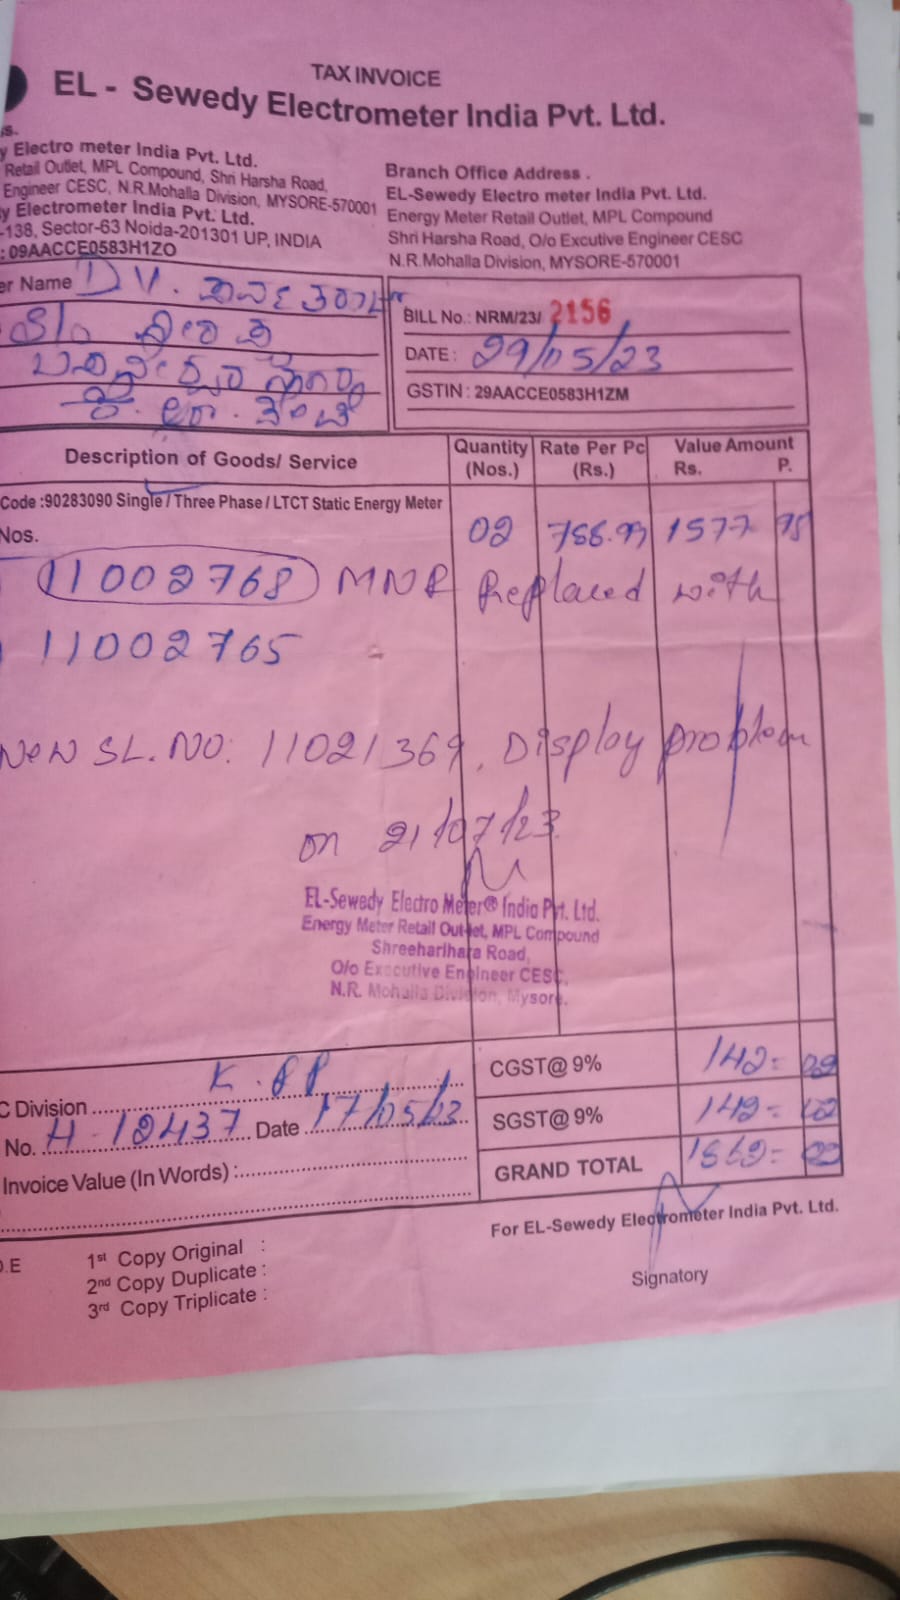 TAX INVOICE
EL - Sewedy Electrometer India Pvt. Ltd.
s.
y Electro meter India Pvt. Ltd.
Retail Outlet, MPL Compound, Shri Harsha Road,
Engineer CESC, N.R.Mohalla Division, MYSORE-570001
y Electrometer India Pvt. Ltd.
-138, Sector-63 Noida-201301 UP, INDIA
: 09AACCE0583H1ZO
Branch Office Address .
EL-Sewedy Electro meter India Pvt. Ltd.
Energy Meter Retail Outlet, MPL Compound
Shri Harsha Road, O/o Excutive Engineer CESC
N.R.Mohalla Division, MYSORE-570001
er Name D.V.
S/o
BILL No.: NRM/23/ 2156
DATE : 29/05/23
GSTIN : 29AACCE0583H1ZM
Description of Goods/ Service Quantity (Nos.) Rate Per Pc (Rs.) Value Amount Rs. P.
Code :90283090 Single / Three Phase / LTCT Static Energy Meter
Nos. 02 1577
11002768 MNR Replaced with
11002765
New SL. NO: 11021369, Display problem
on 21/07/23
EL-Sewedy Electro Meter® India Pvt. Ltd.
Energy Meter Retail Outlet, MPL Compound
Shreeharihara Road,
O/o Executive Engineer CESC,
N.R. Mohalla Division, Mysore.
CGST@ 9% 142=
SGST@ 9% 142=
GRAND TOTAL
C Division
No. H-12437 Date 17/05/23
Invoice Value (In Words) :
For EL-Sewedy Electrometer India Pvt. Ltd.
Signatory
O.E
1st Copy Original :
2nd Copy Duplicate :
3rd Copy Triplicate :